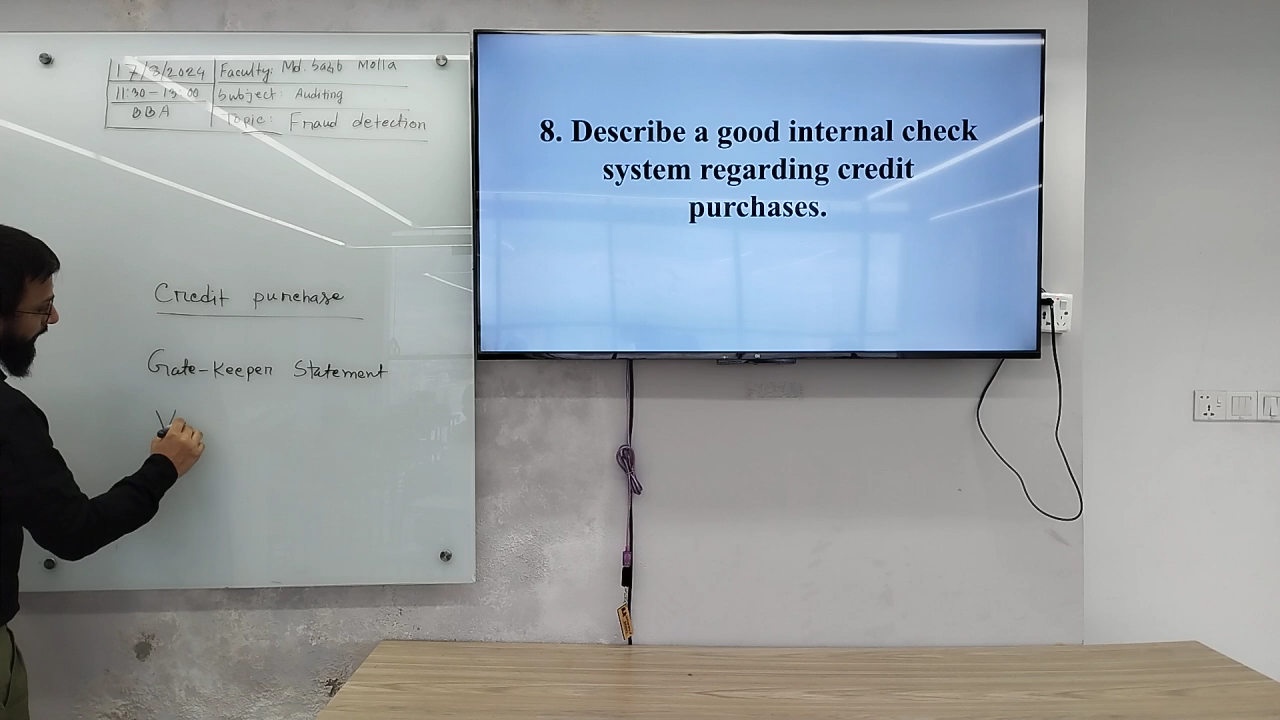 17/3/2024 Faculty: Md. Sabb Molla
11:30 - 13:00 Subject: Auditing
BBA Topic: Fraud detection
8. Describe a good internal check
system regarding credit
purchases.
Credit purchase
Gate-Keeper Statement
V